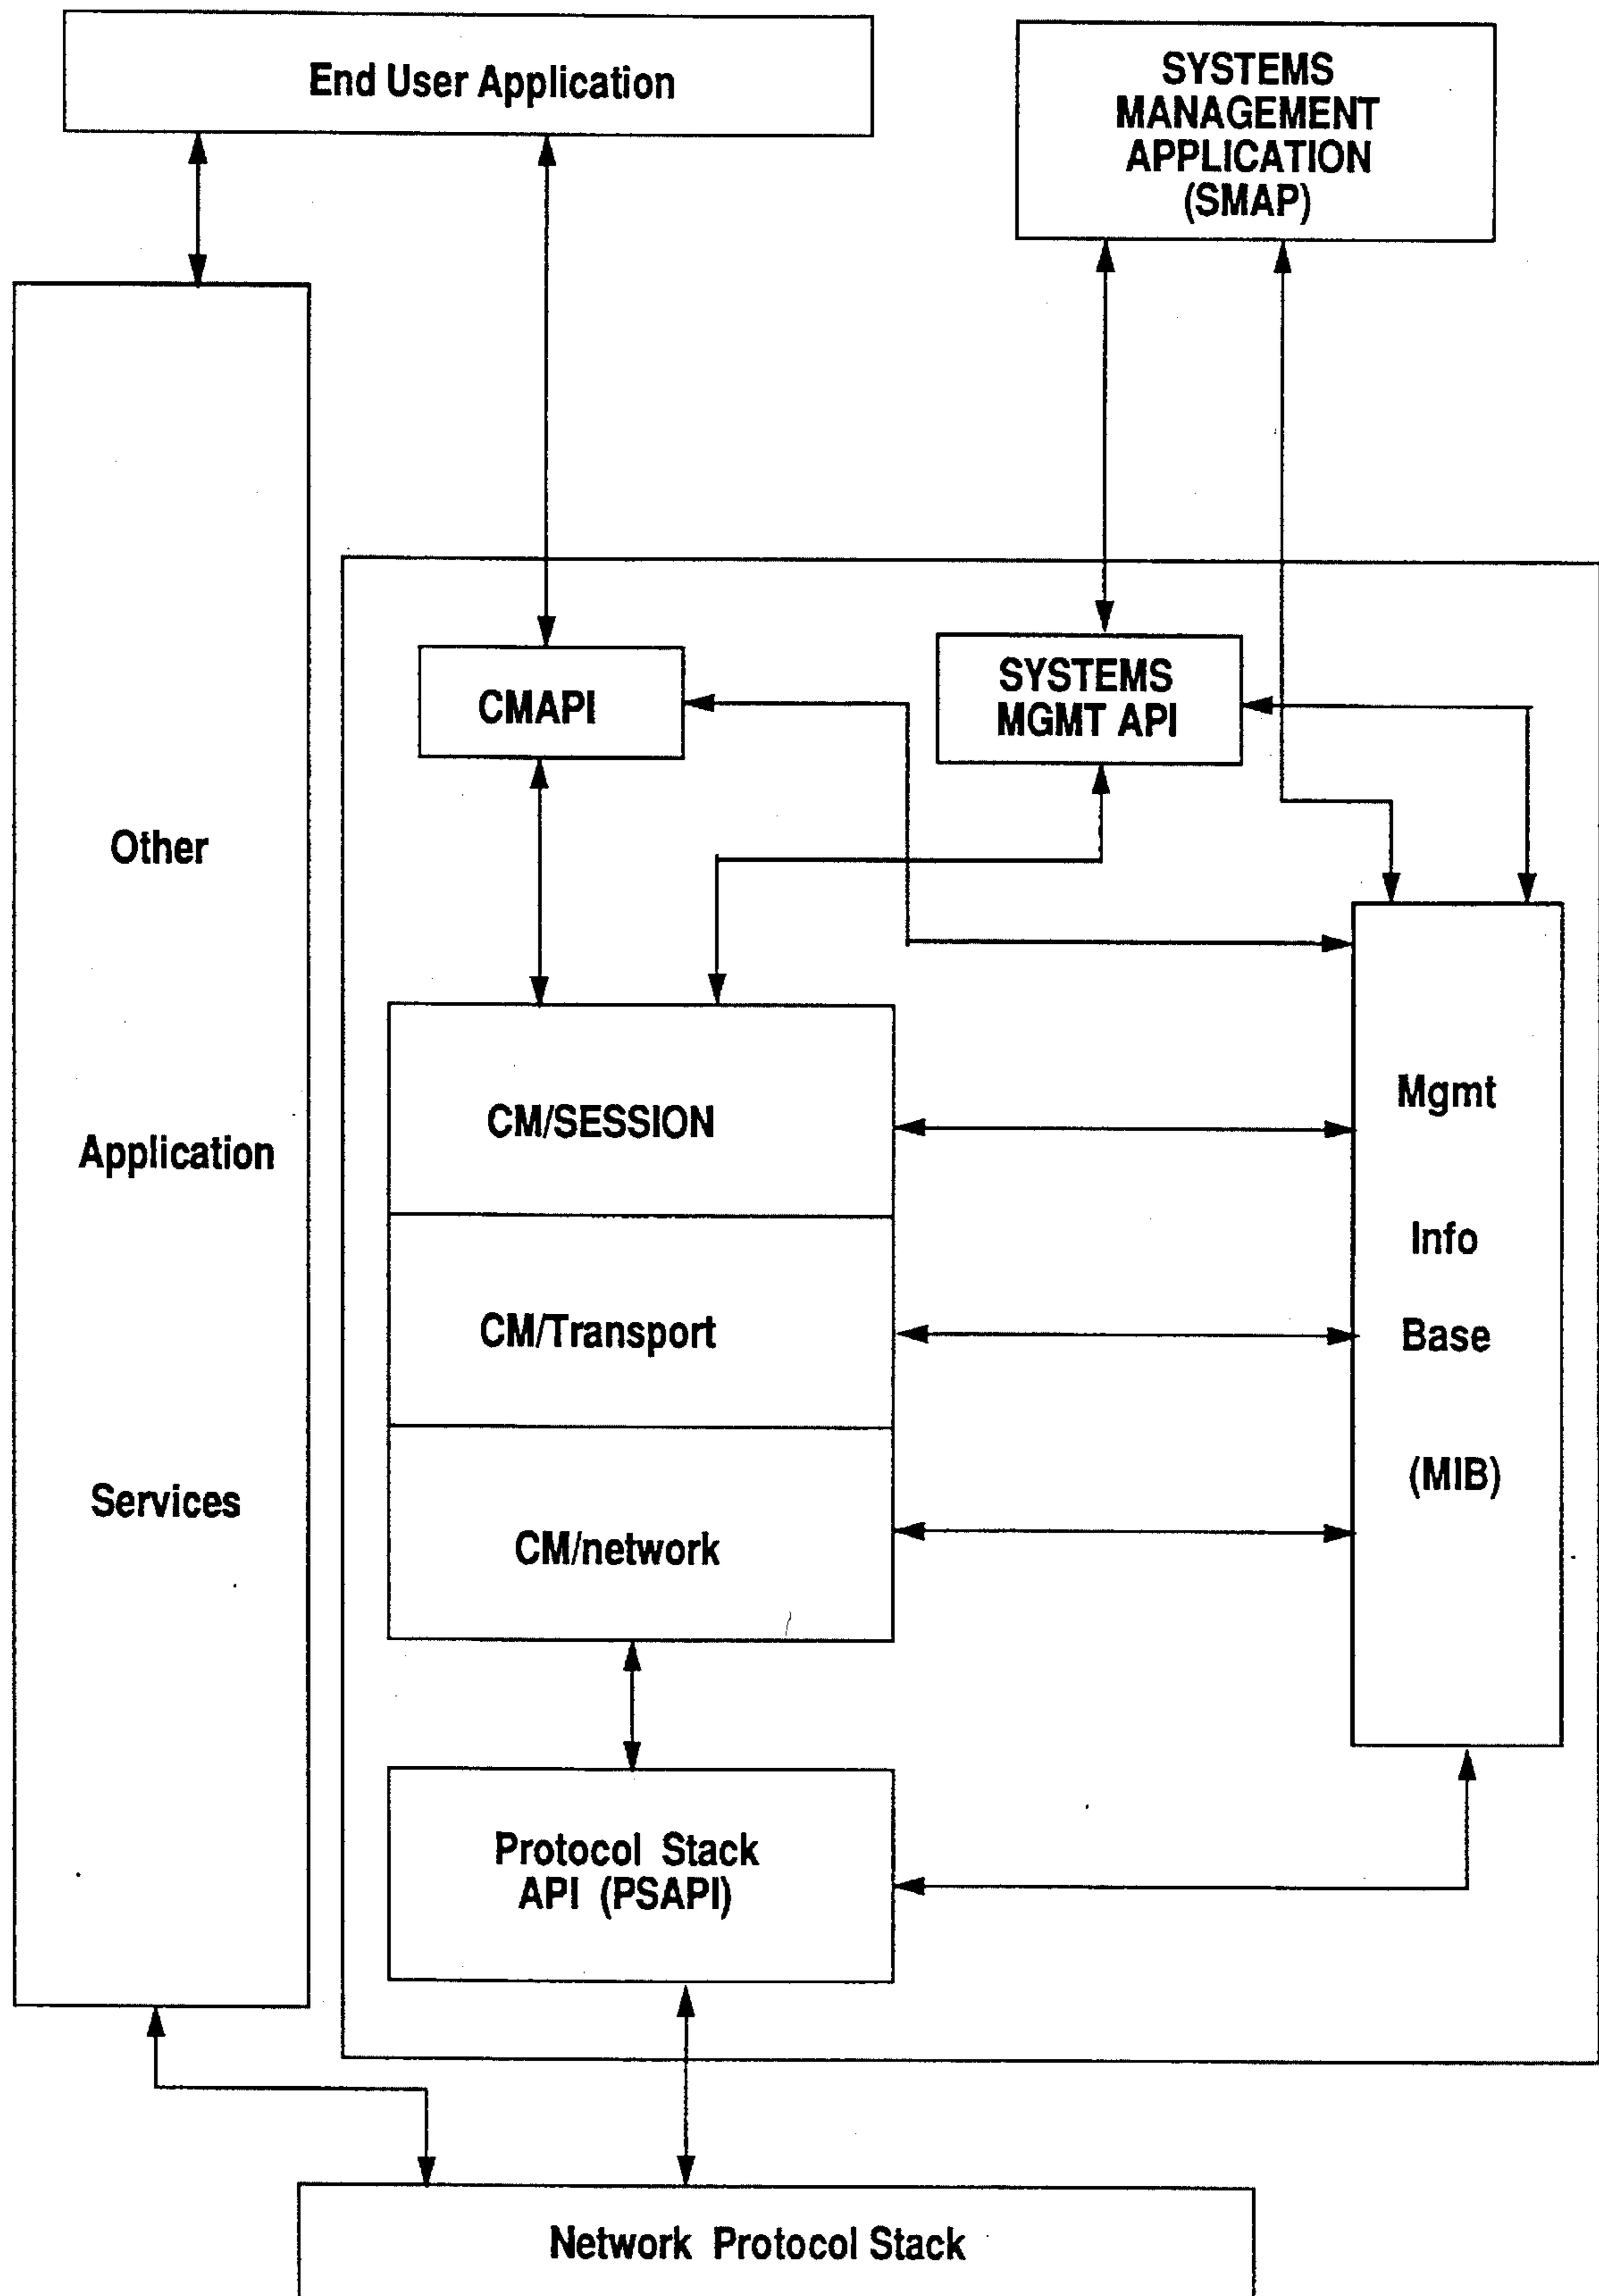 End User Application
SYSTEMS
MANAGEMENT
APPLICATION
(SMAP)
CMAPI
SYSTEMS
MGMT API
Other
Application
Services
CM/SESSION
CM/Transport
CM/network
Mgmt
Info
Base
(MIB)
Protocol Stack
API (PSAPI)
Network Protocol Stack